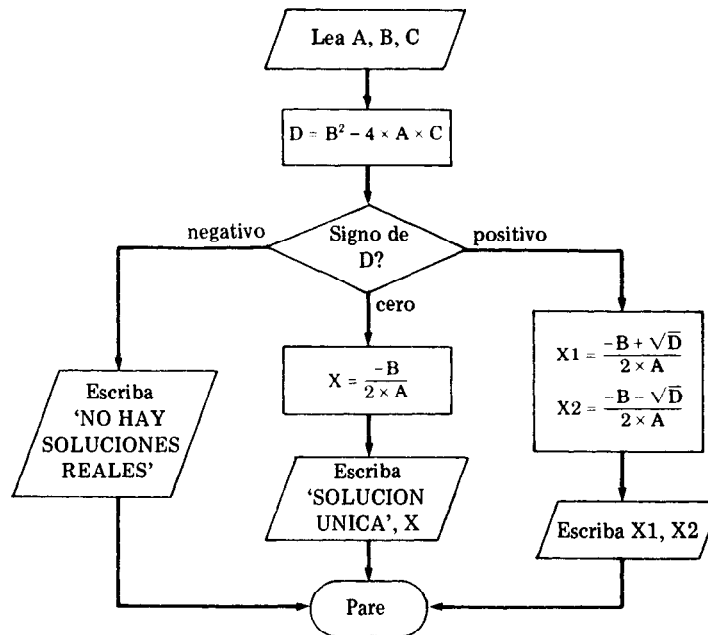 Lea A, B, C
D = B² − 4 × A × C
negativo
Signo de
D?
positivo
cero
Escriba
‘NO HAY
SOLUCIONES
REALES’
X = −B / 2 × A
Escriba
‘SOLUCION
UNICA’, X
X1 = −B + √D / 2 × A
X2 = −B − √D / 2 × A
Escriba X1, X2
Pare